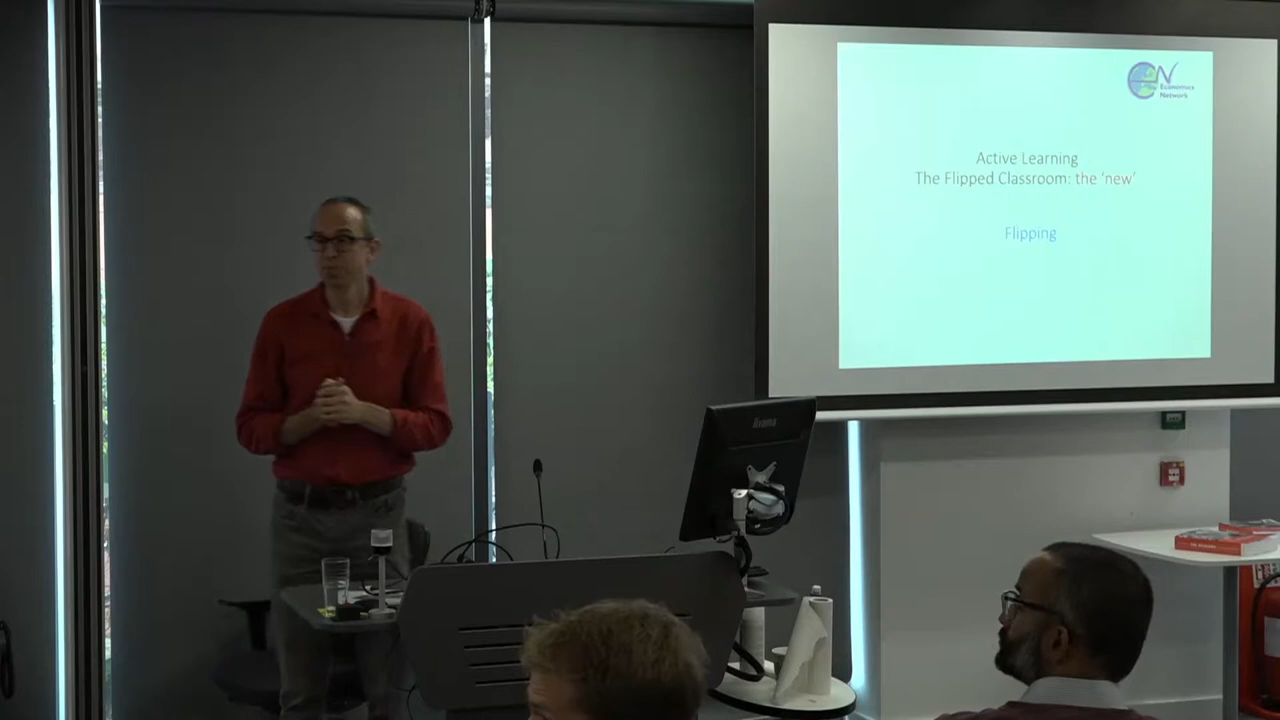 Economics
Network
Active Learning
The Flipped Classroom: the ‘new’
Flipping
iiyama